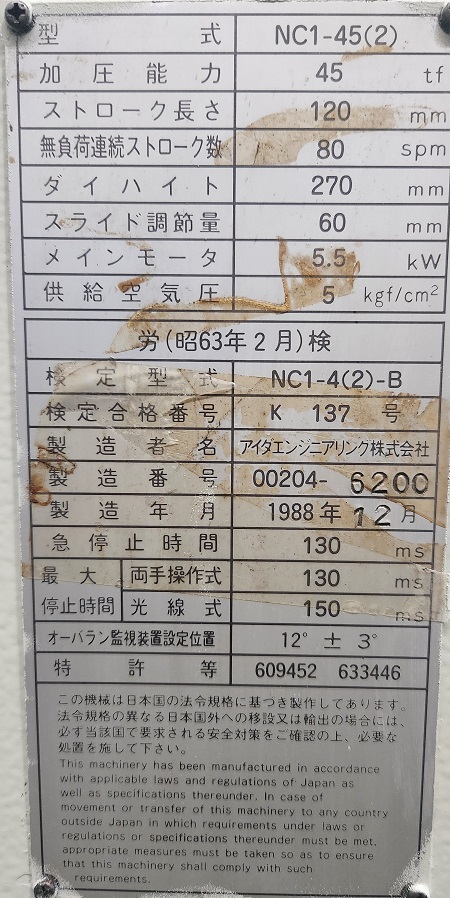 型式 NC1-45(2)
加圧能力 45 tf
ストローク長さ 120 mm
無負荷連続ストローク数 80 spm
ダイハイト 270 mm
スライド調節量 60 mm
メインモータ 5.5 kW
供給空気圧 5 kgf/cm²
労(昭63年2月)検
検定型式 NC1-4(2)-B
検定合格番号 K 137 号
製造者名 アイダエンジニアリング株式会社
製造番号 00204-6200
製造年月 1988年12月
急停止時間 130 ms
最大停止時間 両手操作式 130 ms
光線式 150 ms
オーバラン監視装置設定位置 12° ± 3°
特許等 609452 633446
この機械は日本国の法令規格に基づき製作してあります。
法令規格の異なる日本国外への移設又は輸出の場合には、
必ず当該国で要求される安全対策をご確認の上、必要な
処置を施して下さい。
This machinery has been manufactured in accordance
with applicable laws and regulations of Japan as
well as specifications thereunder. In case of
movement or transfer of this machinery to any country
outside Japan in which requirements under laws or
regulations or specifications thereunder must be met,
appropriate measures must be taken so as to ensure
that this machinery shall comply with such
requirements.